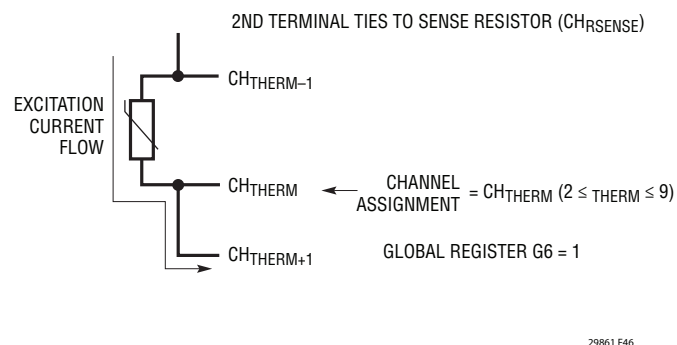 2ND TERMINAL TIES TO SENSE RESISTOR (CHRSENSE)
CHTHERM–1
EXCITATION
CURRENT
FLOW
CHTHERM
CHANNEL
ASSIGNMENT
= CHTHERM (2 ≤ THERM ≤ 9)
CHTHERM+1
GLOBAL REGISTER G6 = 1
29861 F46